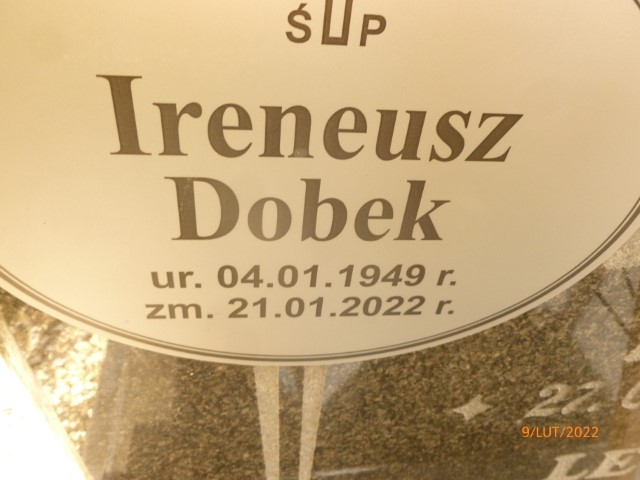 Ś P
Ireneusz
Dobek
ur. 04.01.1949 r.
zm. 21.01.2022 r.
9/LUT/2022